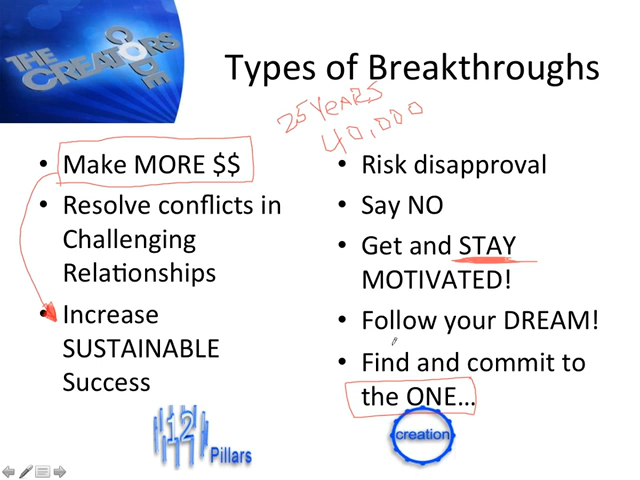 THE CREATORS CODE
Types of Breakthroughs
25 YEARS
40,000
• Make MORE $$
• Resolve conflicts in
Challenging
Relationships
• Increase
SUSTAINABLE
Success
• Risk disapproval
• Say NO
• Get and STAY
MOTIVATED!
• Follow your DREAM!
• Find and commit to
the ONE...
12
Pillars
creation